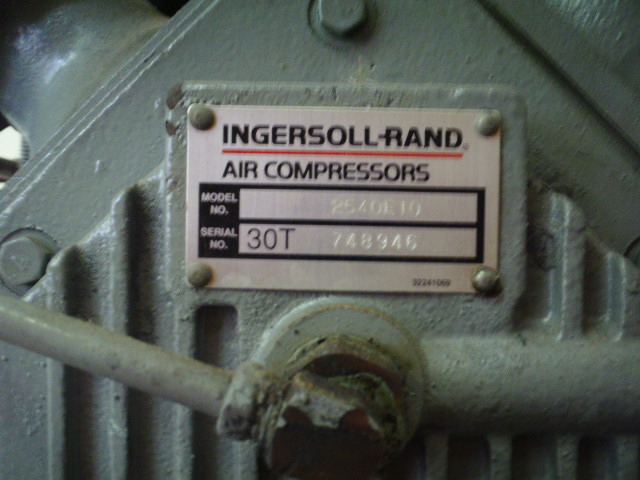 INGERSOLL-RAND®
AIR COMPRESSORS
MODEL NO. 2540E10
SERIAL NO. 30T 748946
32241069